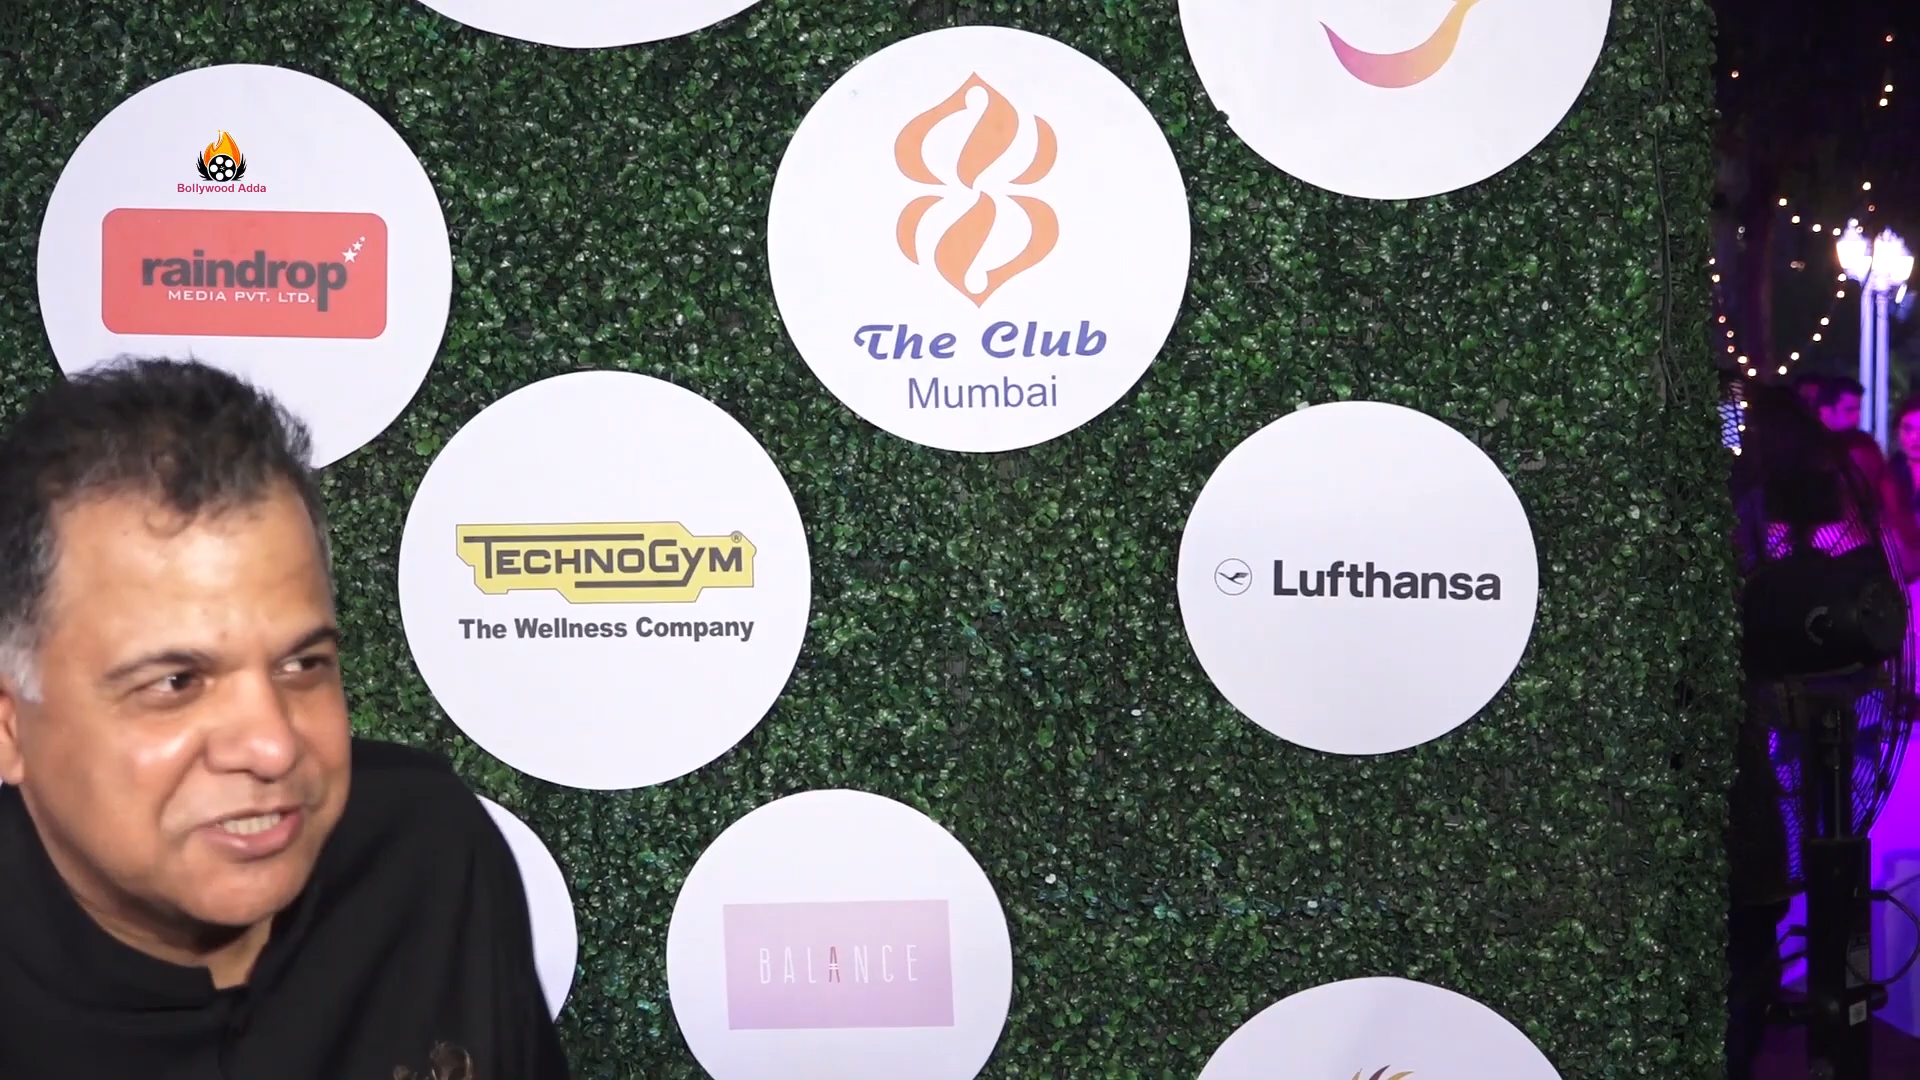 Bollywood Adda
raindrop
MEDIA PVT. LTD.
The Club
Mumbai
TECHNOGYM®
The Wellness Company
Lufthansa
BALANCE